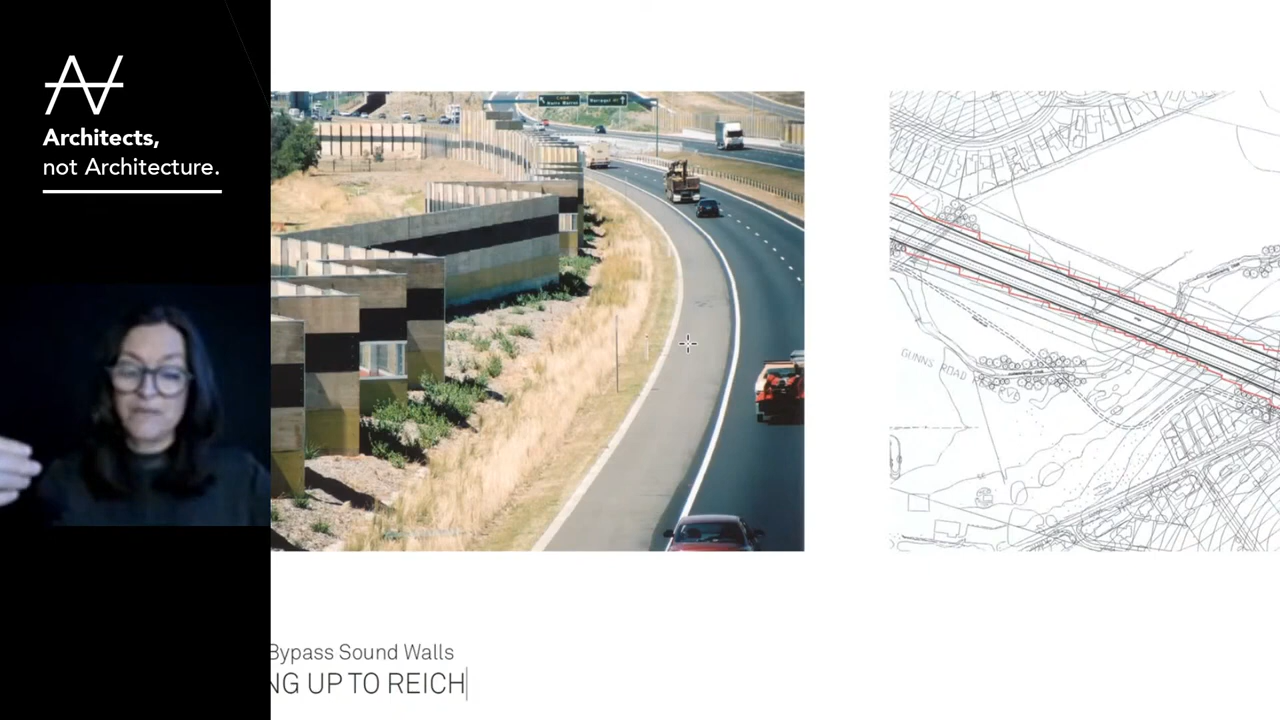 Architects,
not Architecture.
GUNNS ROAD
Bypass Sound Walls
NG UP TO REICH